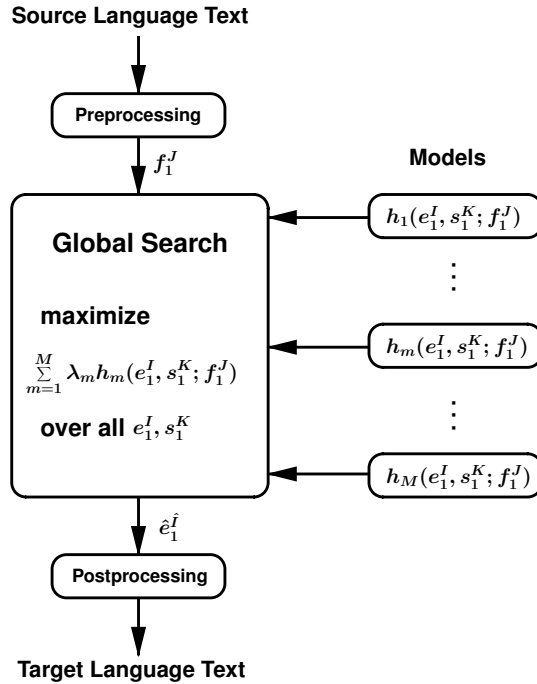 Source Language Text
Preprocessing
f_1^J
Models
h_1(e_1^I, s_1^K; f_1^J)
Global Search
⋮
maximize
h_m(e_1^I, s_1^K; f_1^J)
∑_{m=1}^{M} λ_m h_m(e_1^I, s_1^K; f_1^J)
⋮
over all e_1^I, s_1^K
h_M(e_1^I, s_1^K; f_1^J)
ê_1^Î
Postprocessing
Target Language Text